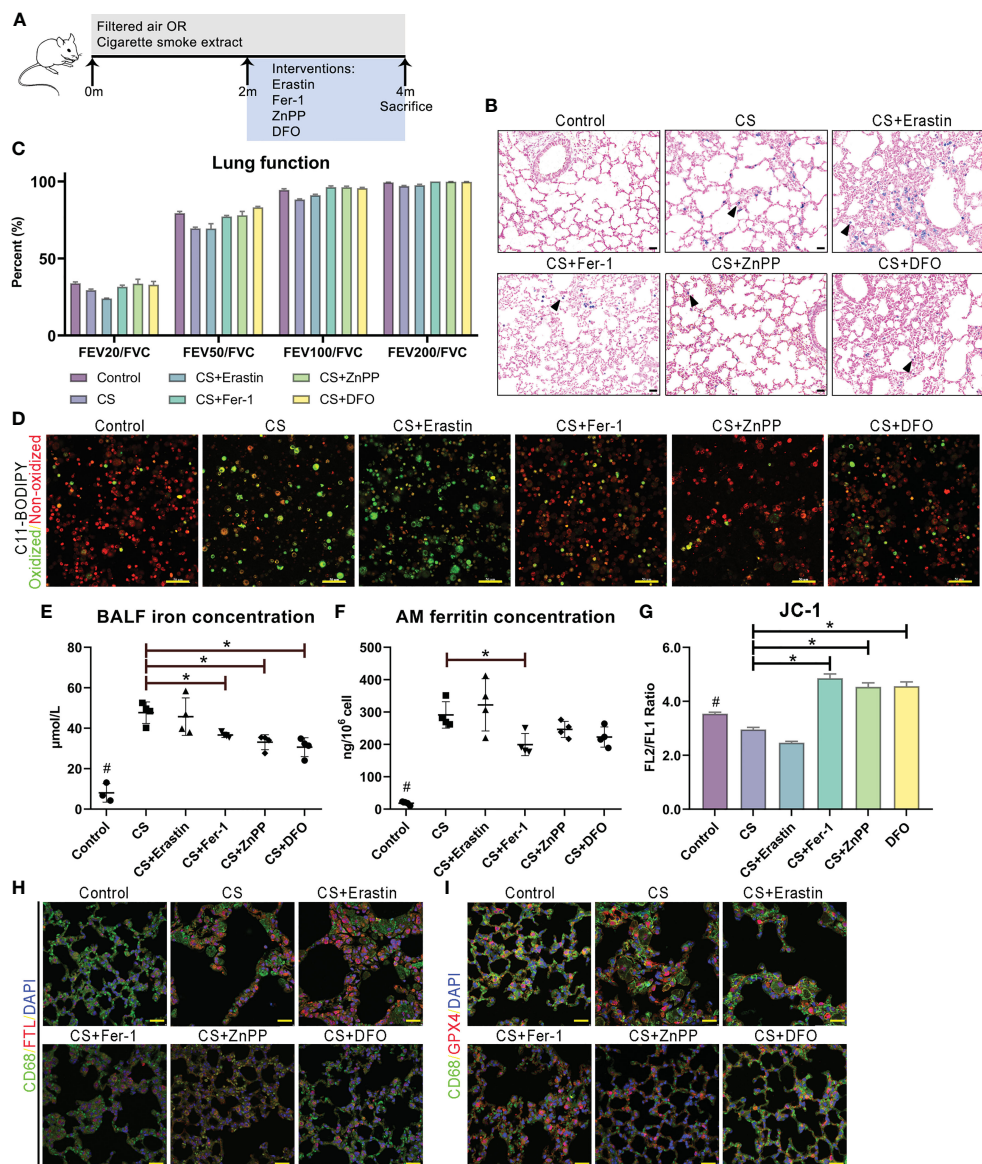 A
Filtered air OR
Cigarette smoke extract
0m
2m
4m
Sacrifice
Interventions:
Erastin
Fer-1
ZnPP
DFO
B
Control
CS
CS+Erastin
CS+Fer-1
CS+ZnPP
CS+DFO
C
Lung function
Percent (%)
100
50
0
FEV20/FVC
FEV50/FVC
FEV100/FVC
FEV200/FVC
Control
CS+Erastin
CS+ZnPP
CS
CS+Fer-1
CS+DFO
D
Control
CS
CS+Erastin
CS+Fer-1
CS+ZnPP
CS+DFO
C11-BODIPY
Oxidized/Non-oxidized
E
BALF iron concentration
µmol/L
80
60
40
20
0
#
*
*
*
Control
CS
CS+Erastin
CS+Fer-1
CS+ZnPP
CS+DFO
F
AM ferritin concentration
ng/10⁶ cell
500
400
300
200
100
0
#
*
Control
CS
CS+Erastin
CS+Fer-1
CS+ZnPP
CS+DFO
G
JC-1
FL2/FL1 Ratio
6.0
4.0
2.0
0.0
#
*
*
*
Control
CS
CS+Erastin
CS+Fer-1
CS+ZnPP
DFO
H
CD68/FTL/DAPI
Control
CS
CS+Erastin
CS+Fer-1
CS+ZnPP
CS+DFO
I
CD68/GPX4/DAPI
Control
CS
CS+Erastin
CS+Fer-1
CS+ZnPP
CS+DFO